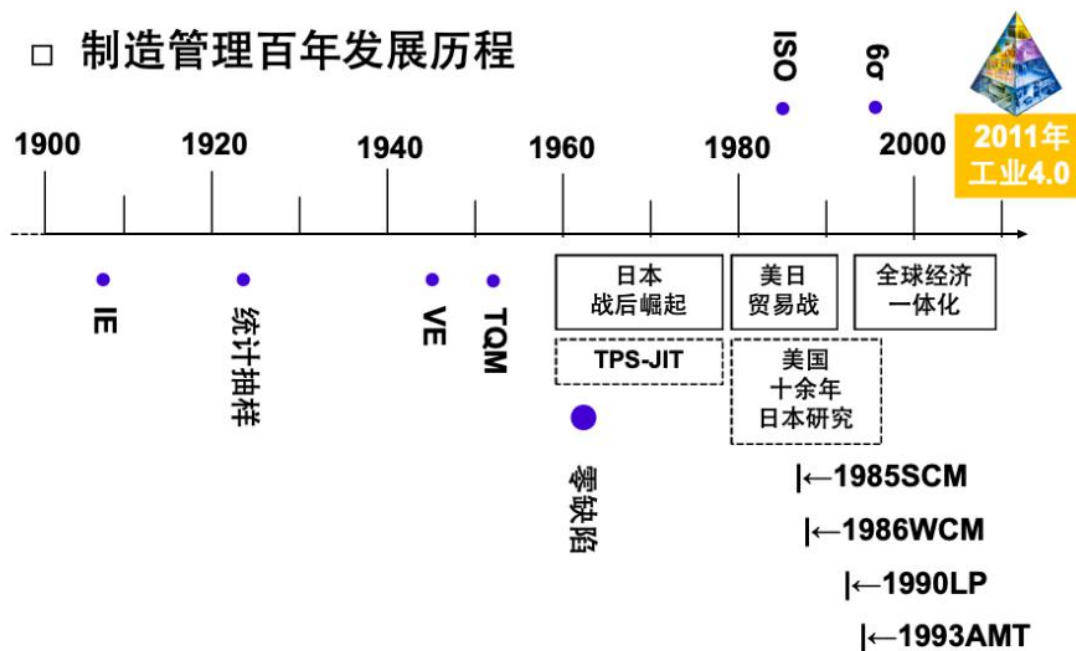 □ 制造管理百年发展历程
ISO
6σ
2011年
工业4.0
1900
1920
1940
1960
1980
2000
IE
统计抽样
VE
TQM
日本
战后崛起
美日
贸易战
全球经济
一体化
TPS-JIT
美国
十余年
日本研究
零缺陷
|←1985SCM
|←1986WCM
|←1990LP
|←1993AMT